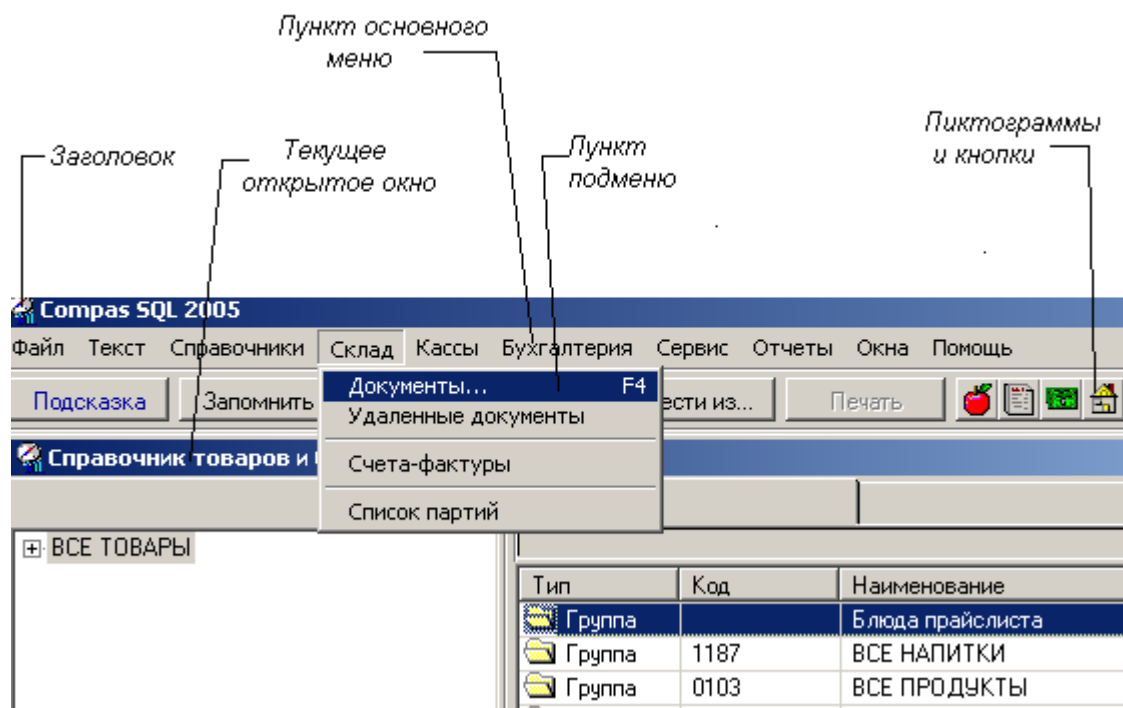 Пункт основного
меню
Пиктограммы
и кнопки
Заголовок
Текущее
открытое окно
Пункт
подменю
Compas SQL 2005
Файл Текст Справочники Склад Кассы Бухгалтерия Сервис Отчеты Окна Помощь
Подсказка Запомнить из... Печать
Документы... F4
Удаленные документы
Справочник товаров и
Счета-фактуры
Список партий
ВСЕ ТОВАРЫ
Тип Код Наименование
Группа Блюда прайслиста
Группа 1187 ВСЕ НАПИТКИ
Группа 0103 ВСЕ ПРОДУКТЫ